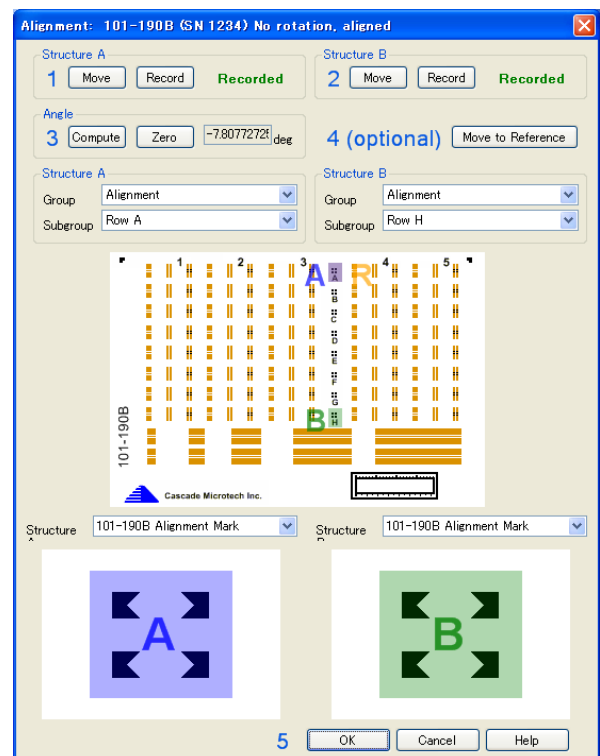 Alignment: 101-190B (SN 1234) No rotation, aligned
Structure A
1 Move Record Recorded
Structure B
2 Move Record Recorded
Angle
3 Compute Zero -7.8077272 deg
4 (optional) Move to Reference
Structure A
Group Alignment
Subgroup Row A
Structure B
Group Alignment
Subgroup Row H
1 2 3 4 5
A R
A
B
C
D
E
F
G
B
H
101-190B
Cascade Microtech Inc.
Structure 101-190B Alignment Mark
Structure 101-190B Alignment Mark
A
B
5 OK Cancel Help